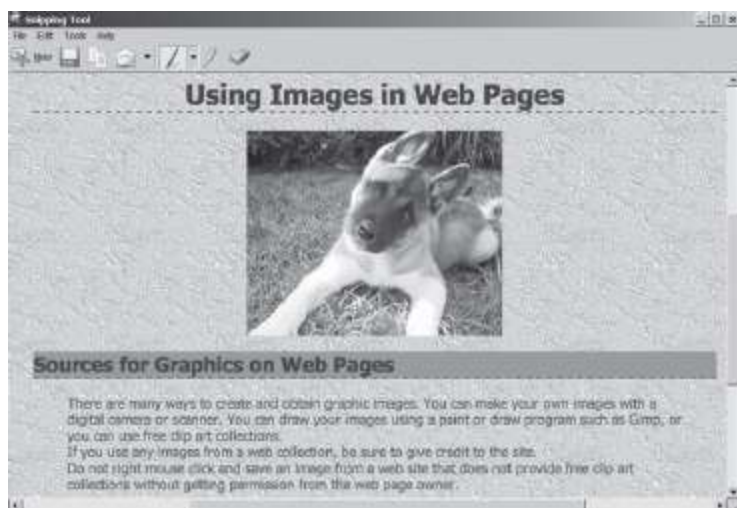 Snipping Tool
File Edit Tools Help
New
Using Images in Web Pages
Sources for Graphics on Web Pages
There are many ways to create and obtain graphic images. You can make your own images with a
digital camera or scanner. You can draw your images using a paint or draw program such as Gimp, or
you can use free clip art collections.
If you use any images from a web collection, be sure to give credit to the site.
Do not right mouse click and save an image from a web site that does not provide free clip art
collections without getting permission from the web page owner.